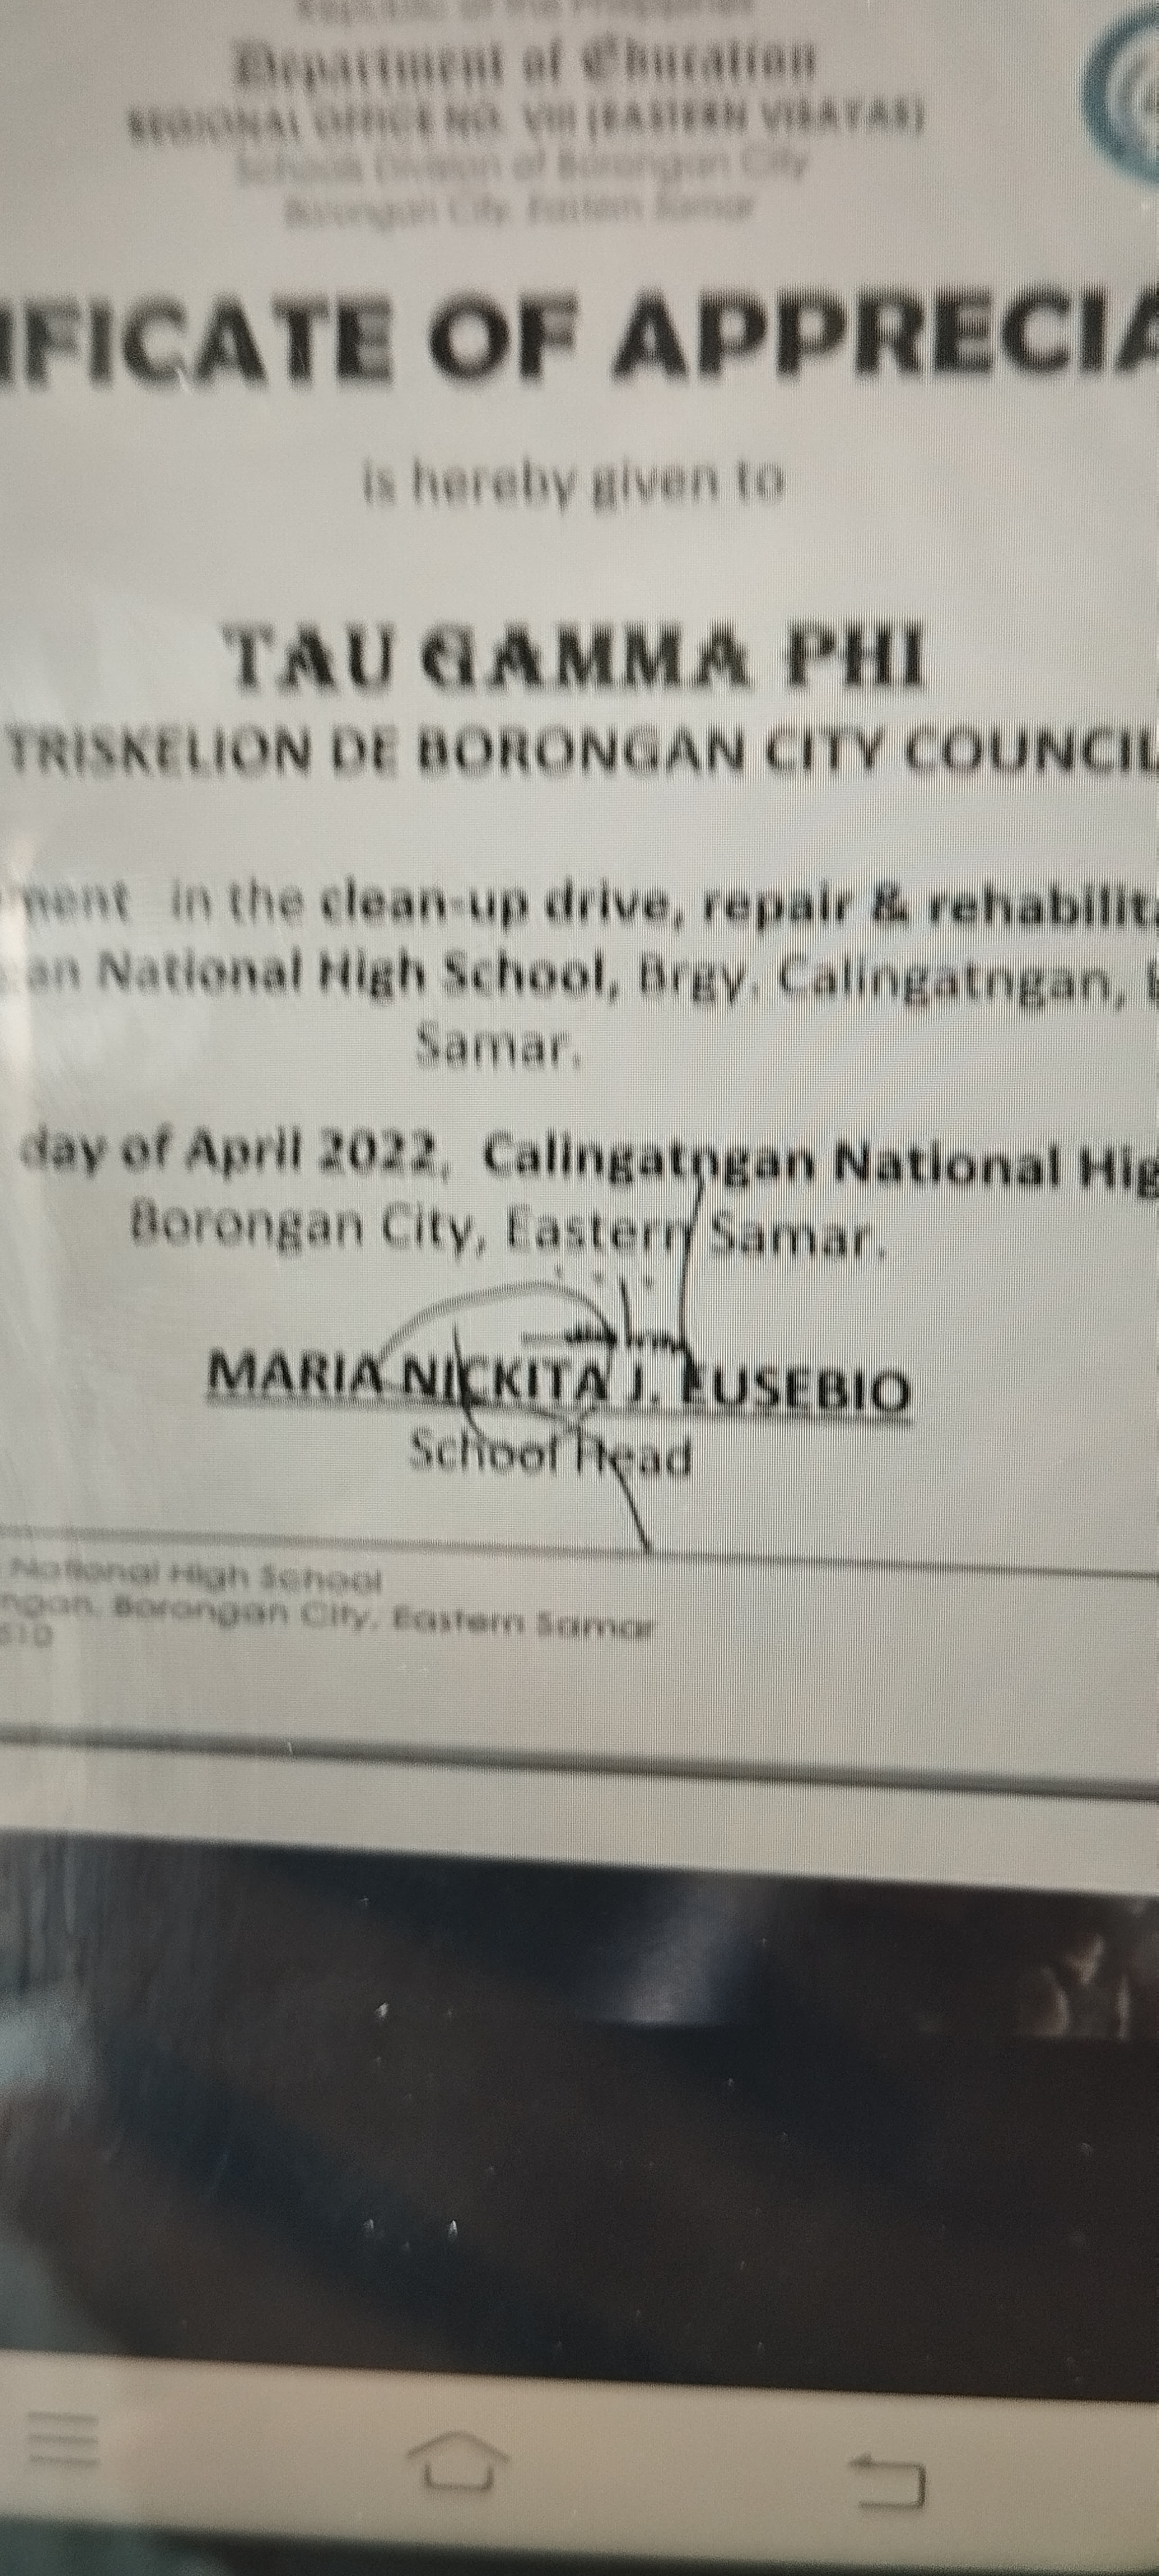 Republic of the Philippines
Department of Education
REGIONAL OFFICE NO. VIII (EASTERN VISAYAS)
Schools Division of Borongan City
Borongan City, Eastern Samar
IFICATE OF APPRECIA
is hereby given to
TAU GAMMA PHI
TRISKELION DE BORONGAN CITY COUNCIL
ment in the clean-up drive, repair & rehabilita
an National High School, Brgy. Calingatngan,
Samar.
day of April 2022, Calingatngan National Hig
Borongan City, Eastern Samar.
MARIA NICKITA J. EUSEBIO
School Head
National High School
ngan, Borongan City, Eastern Samar